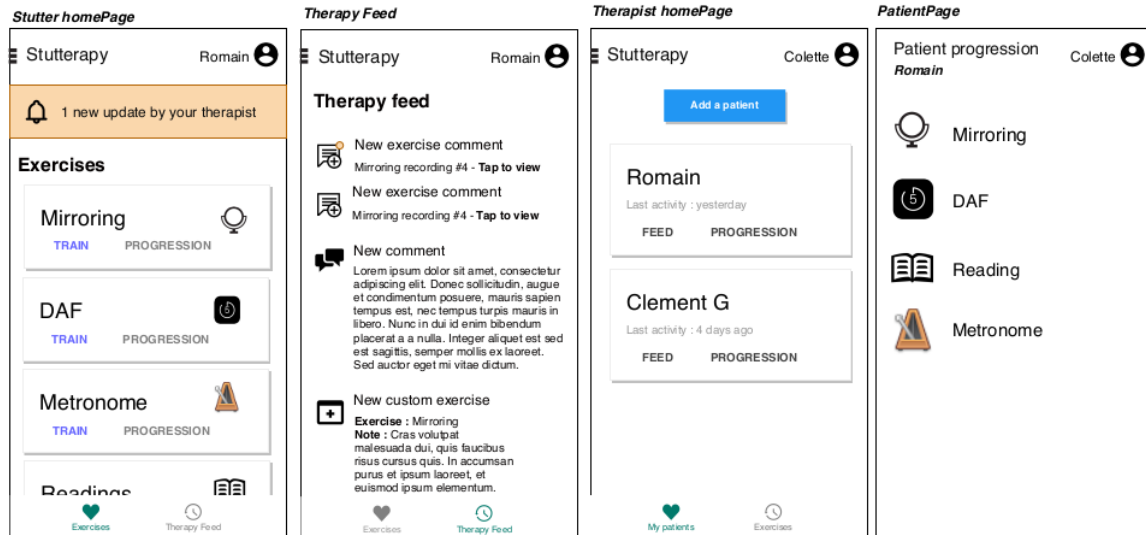 Stutter homePage
Stutterapy
Romain
1 new update by your therapist
Exercises
Mirroring
TRAIN PROGRESSION
DAF
5
TRAIN PROGRESSION
Metronome
TRAIN PROGRESSION
Readings
Exercises
Therapy Feed
Therapy Feed
Stutterapy
Romain
Therapy feed
New exercise comment
Mirroring recording #4 - Tap to view
New exercise comment
Mirroring recording #4 - Tap to view
New comment
Lorem ipsum dolor sit amet, consectetur
adipiscing elit. Donec sollicitudin, augue
et condimentum posuere, mauris sapien
tempus est, nec tempus turpis mauris in
libero. Nunc in dui id enim bibendum
placerat a a nulla. Integer aliquet est sed
est sagittis, semper mollis ex laoreet.
Sed auctor eget mi vitae dictum.
New custom exercise
Exercise : Mirroring
Note : Cras volutpat
malesuada dui, quis faucibus
risus cursus quis. In accumsan
purus et ipsum laoreet, et
euismod ipsum elementum.
Exercises
Therapy Feed
Therapist homePage
Stutterapy
Colette
Add a patient
Romain
Last activity : yesterday
FEED PROGRESSION
Clement G
Last activity : 4 days ago
FEED PROGRESSION
My patients
Exercises
PatientPage
Patient progression
Romain
Colette
Mirroring
5
DAF
Reading
Metronome